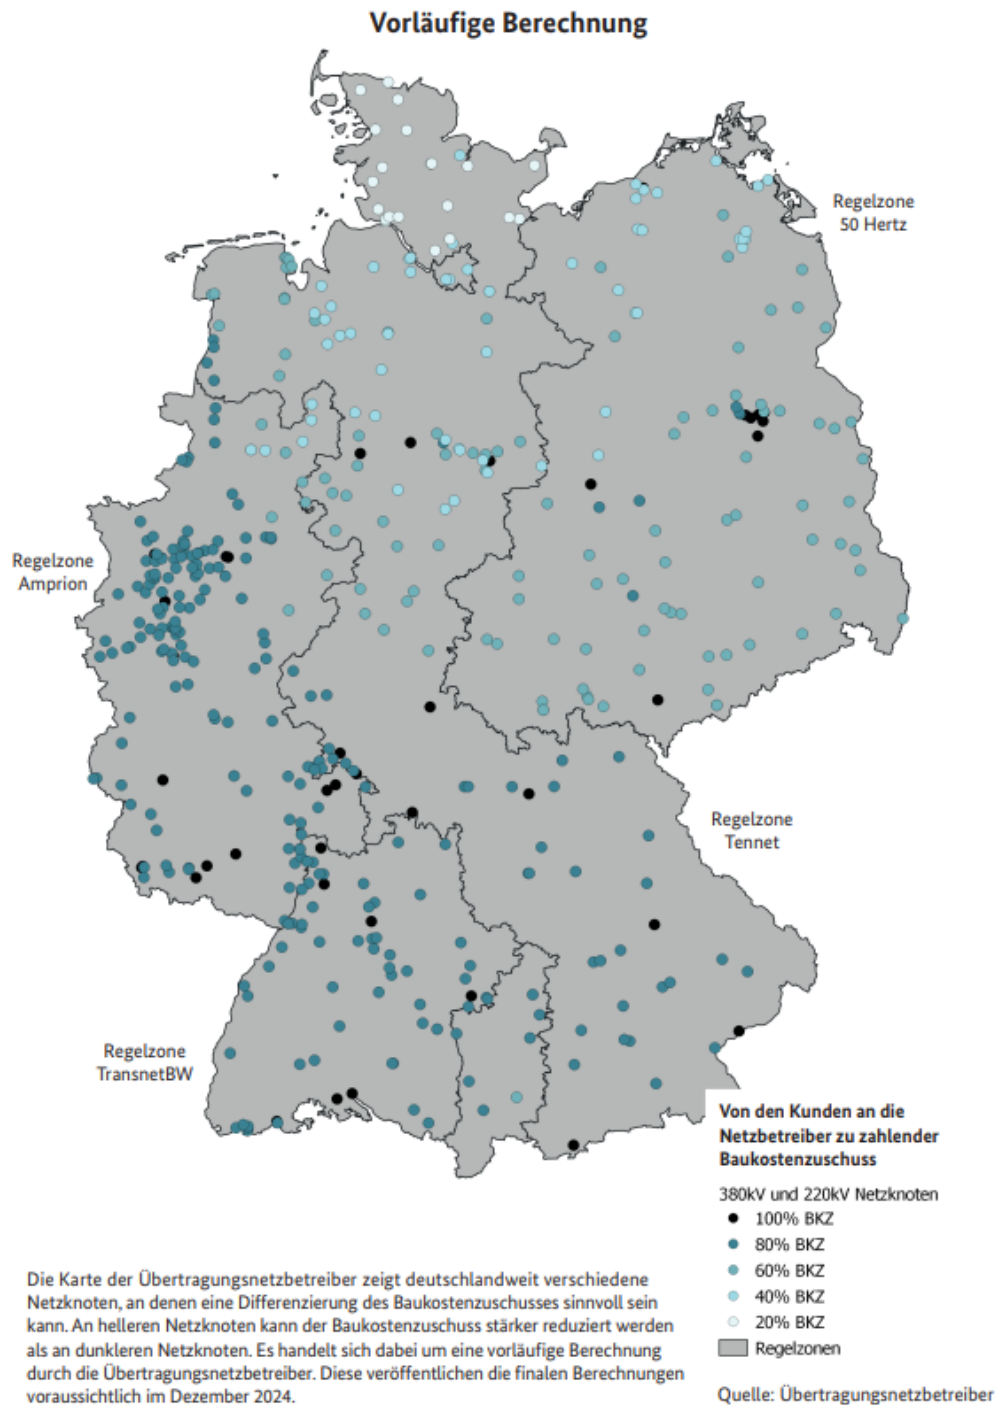 Vorläufige Berechnung
Regelzone
50 Hertz
Regelzone
Amprion
Regelzone
Tennet
Regelzone
TransnetBW
Von den Kunden an die
Netzbetreiber zu zahlender
Baukostenzuschuss
380kV und 220kV Netzknoten
100% BKZ
80% BKZ
60% BKZ
40% BKZ
20% BKZ
Regelzonen
Die Karte der Übertragungsnetzbetreiber zeigt deutschlandweit verschiedene
Netzknoten, an denen eine Differenzierung des Baukostenzuschusses sinnvoll sein
kann. An helleren Netzknoten kann der Baukostenzuschuss stärker reduziert werden
als an dunkleren Netzknoten. Es handelt sich dabei um eine vorläufige Berechnung
durch die Übertragungsnetzbetreiber. Diese veröffentlichen die finalen Berechnungen
voraussichtlich im Dezember 2024.
Quelle: Übertragungsnetzbetreiber